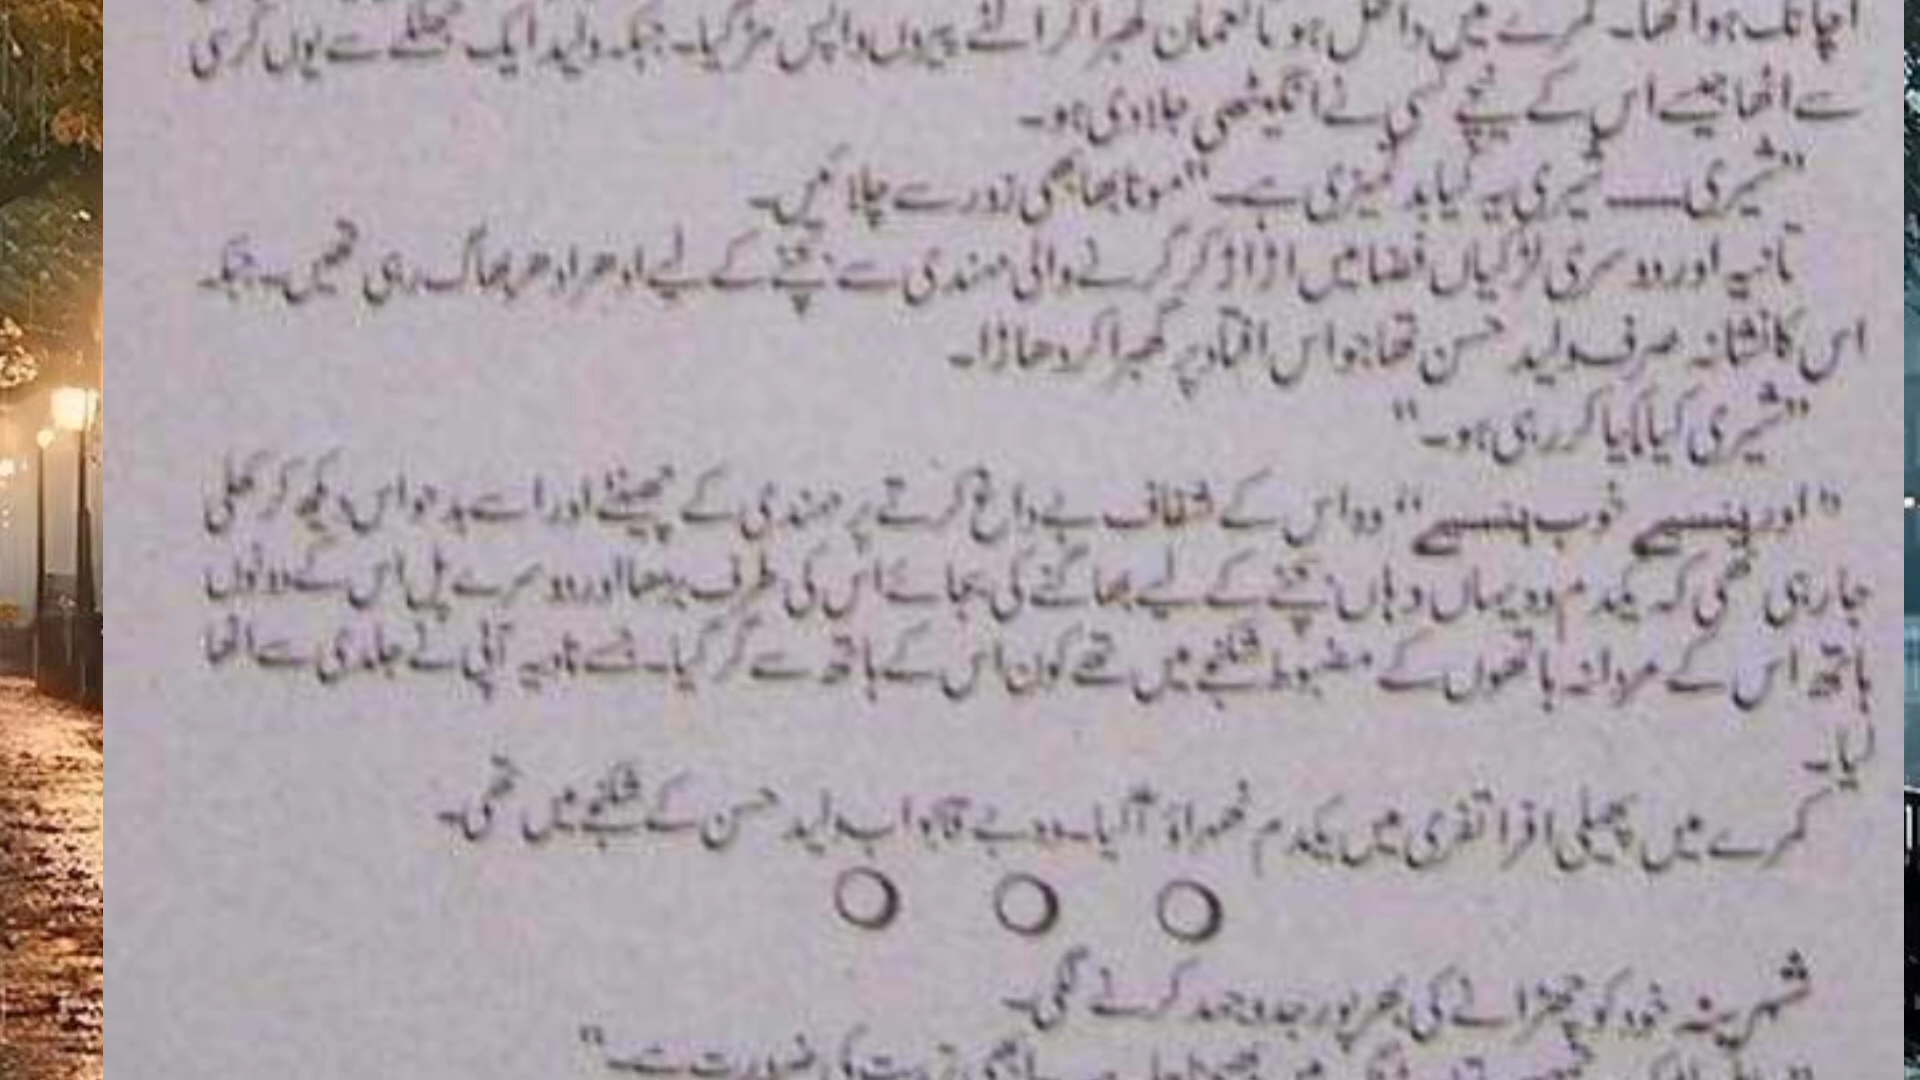 اچانک ہوا تھا۔ کمرے میں داخل ہوتا نعمان گھبرا کر الٹے پیروں واپس مڑ گیا۔ جبکہ ولید ایک جھٹکے سے یوں کرسی
سے اٹھا جیسے اس کے نیچے کسی نے انگیٹھی جلا دی ہو۔
"شیری۔۔۔۔ شیری یہ کیا بد تمیزی ہے۔" مونا بھابھی زور سے چلائیں۔
تانیہ اور دوسری لڑکیاں فضا میں اڑ اڑ کر گرنے والی مہندی سے بچنے کے لیے ادھر ادھر بھاگ رہی تھیں۔ جبکہ
اس کا نشانہ صرف ولید حسن تھا جو اس افتاد پر گھبرا کر دھاڑا۔
"شیری کیا کیا کر رہی ہو۔"
"اور ہنسیے خوب ہنسیے" وہ اس کے شفاف بے داغ کرتے پر مہندی کے چھینٹے اور اسے بدحواس دیکھ کر کھلی
جا رہی تھی کہ یکدم وہ یہاں وہاں بچنے کے لیے بھاگنے کی بجائے اس کی طرف بڑھا اور دوسرے پل اس کے دونوں
ہاتھ اس کے مردانہ ہاتھوں کے مضبوط شکنجے میں تھے کون اس کے ہاتھ سے گر گیا۔ جسے نادیہ آپی نے جلدی سے اٹھا
لیا۔
کمرے میں پھیلی افراتفری میں یکدم ٹھہراؤ آ گیا۔ وہ بے قابو اب ولید حسن کے شکنجے میں تھی۔
شہرینہ خود کو چھڑانے کی بھرپور جدوجہد کرنے لگی۔
کی ضرورت ہے۔"